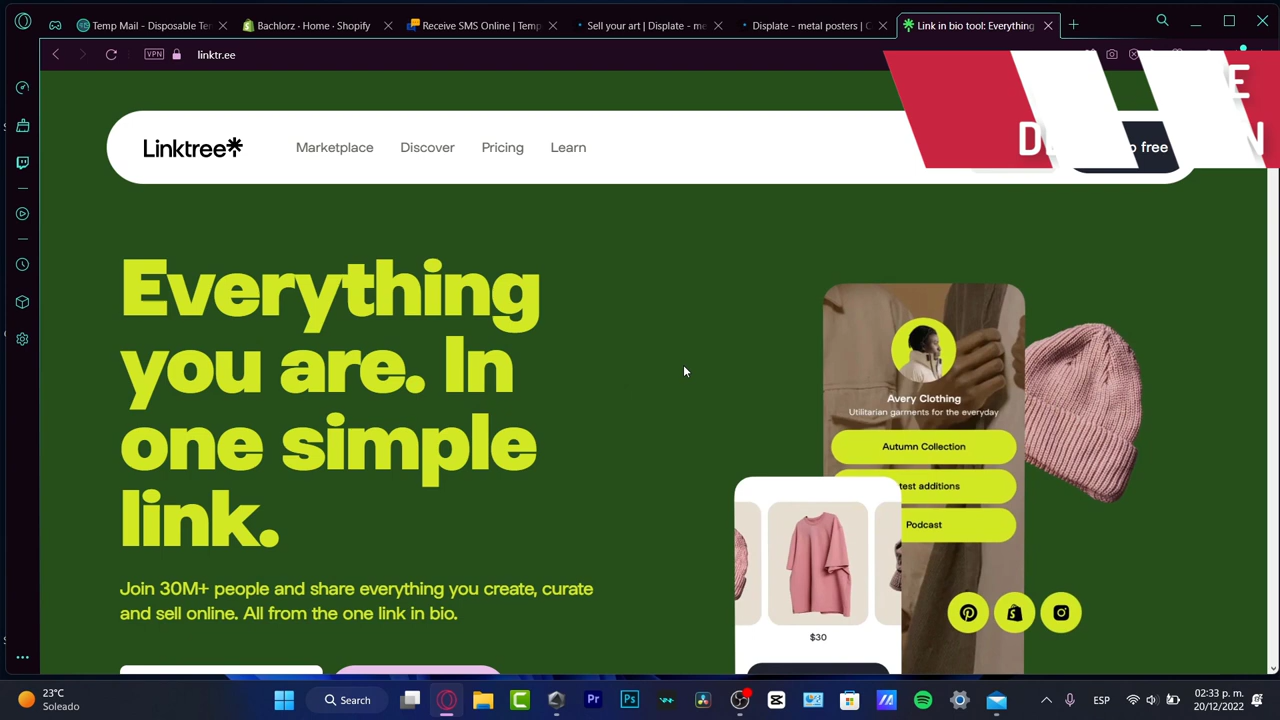 Temp Mail - Disposable
Bachlorz · Home · Shopify
Receive SMS Online | Temp
Sell your art | Displate - me
Displate - metal posters | C
Link in bio tool: Everything
VPN
linktr.ee
Linktree
Marketplace
Discover
Pricing
Learn
free
Everything
you are. In
one simple
link.
Join 30M+ people and share everything you create, curate
and sell online. All from the one link in bio.
Avery Clothing
Utilitarian garments for the everyday
Autumn Collection
test additions
Podcast
$30
23°C
Soleado
Search
Pr
Ps
ESP
02:33 p. m.
20/12/2022